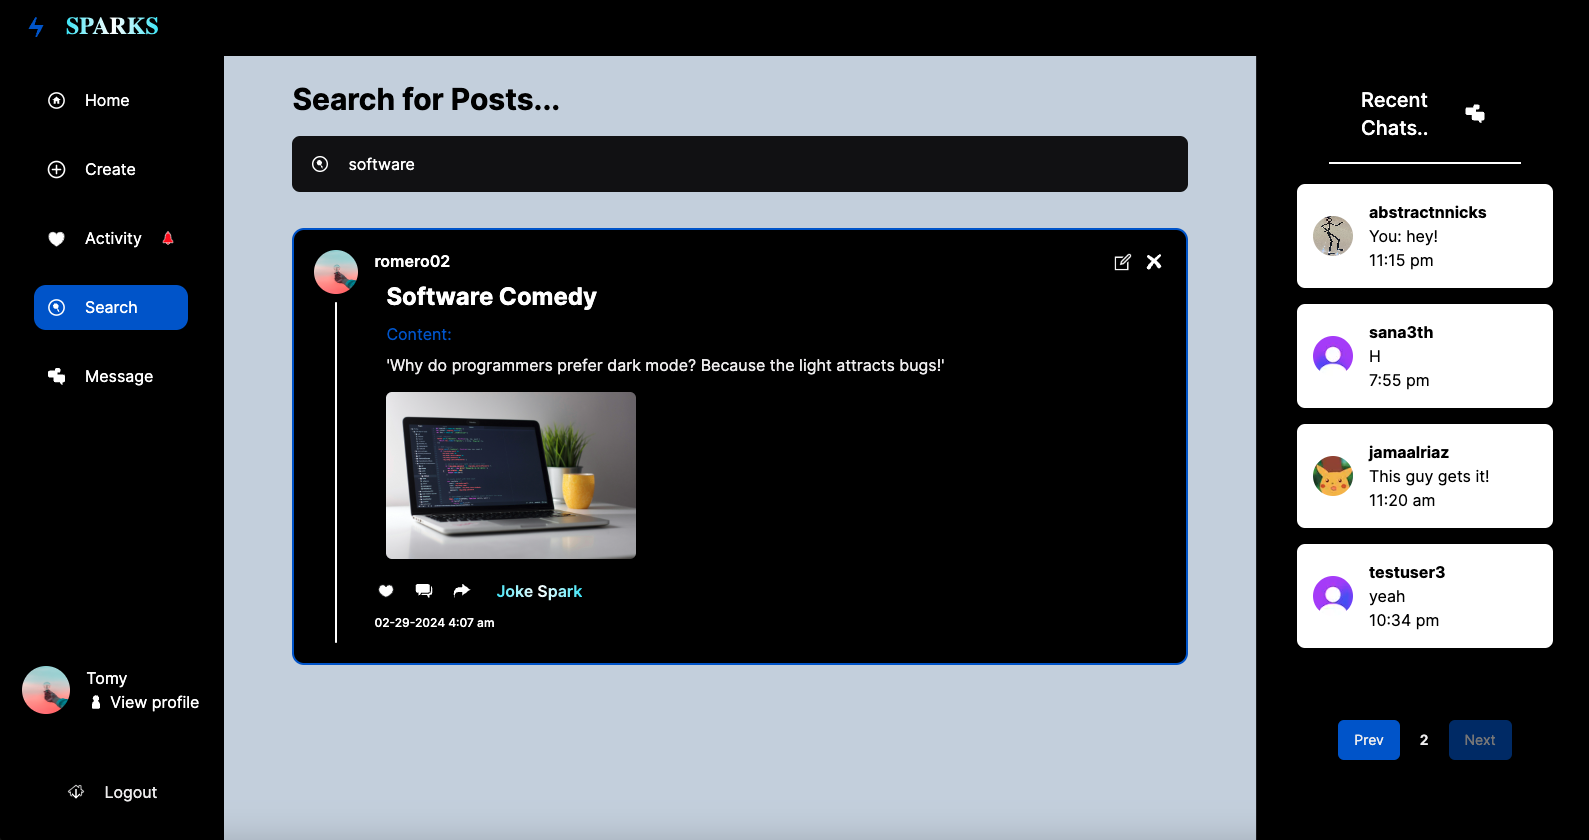 SPARKS
Home
Create
Activity
Search
Message
Tomy
View profile
Logout
Search for Posts...
software
romero02
Software Comedy
Content:
'Why do programmers prefer dark mode? Because the light attracts bugs!'
Joke Spark
02-29-2024 4:07 am
Recent
Chats..
abstractnnicks
You: hey!
11:15 pm
sana3th
H
7:55 pm
jamaalriaz
This guy gets it!
11:20 am
testuser3
yeah
10:34 pm
Prev 2 Next